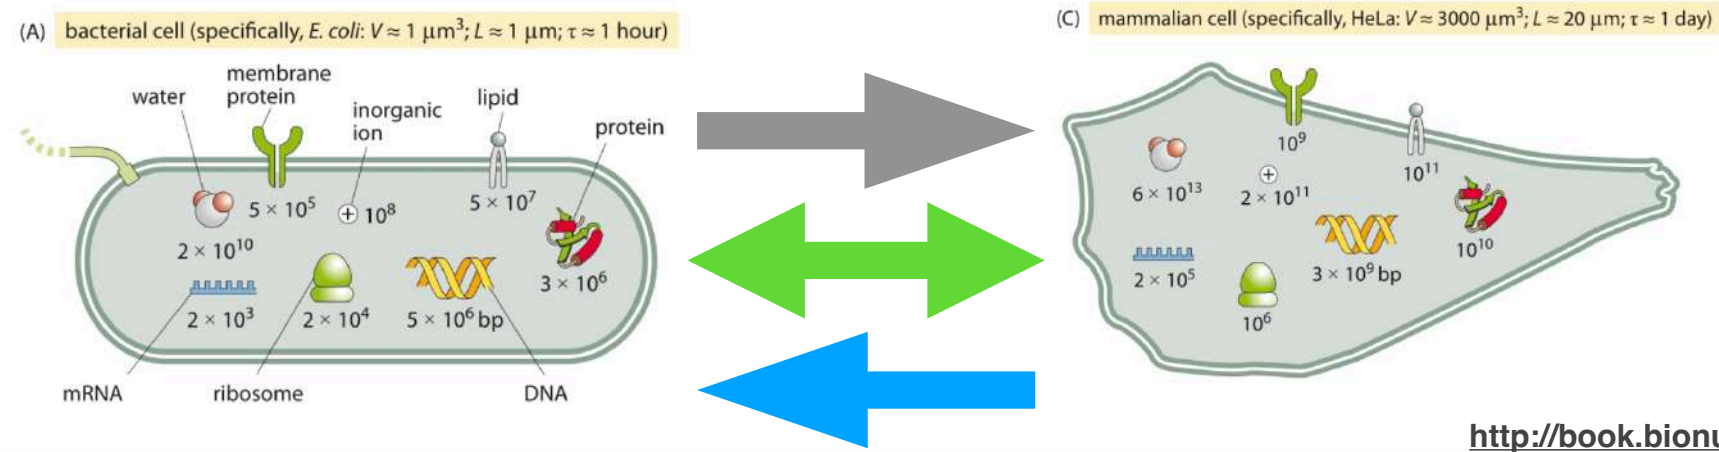 (A) bacterial cell (specifically, E. coli: V ≈ 1 μm³; L ≈ 1 μm; τ ≈ 1 hour)
water
membrane
protein
inorganic
ion
lipid
protein
5 × 10⁵
10⁸
5 × 10⁷
2 × 10¹⁰
3 × 10⁶
2 × 10³
2 × 10⁴
5 × 10⁶ bp
mRNA
ribosome
DNA
(C) mammalian cell (specifically, HeLa: V ≈ 3000 μm³; L ≈ 20 μm; τ ≈ 1 day)
10⁹
10¹¹
6 × 10¹³
+
2 × 10¹¹
2 × 10⁵
3 × 10⁹ bp
10¹⁰
10⁶
http://book.bionu